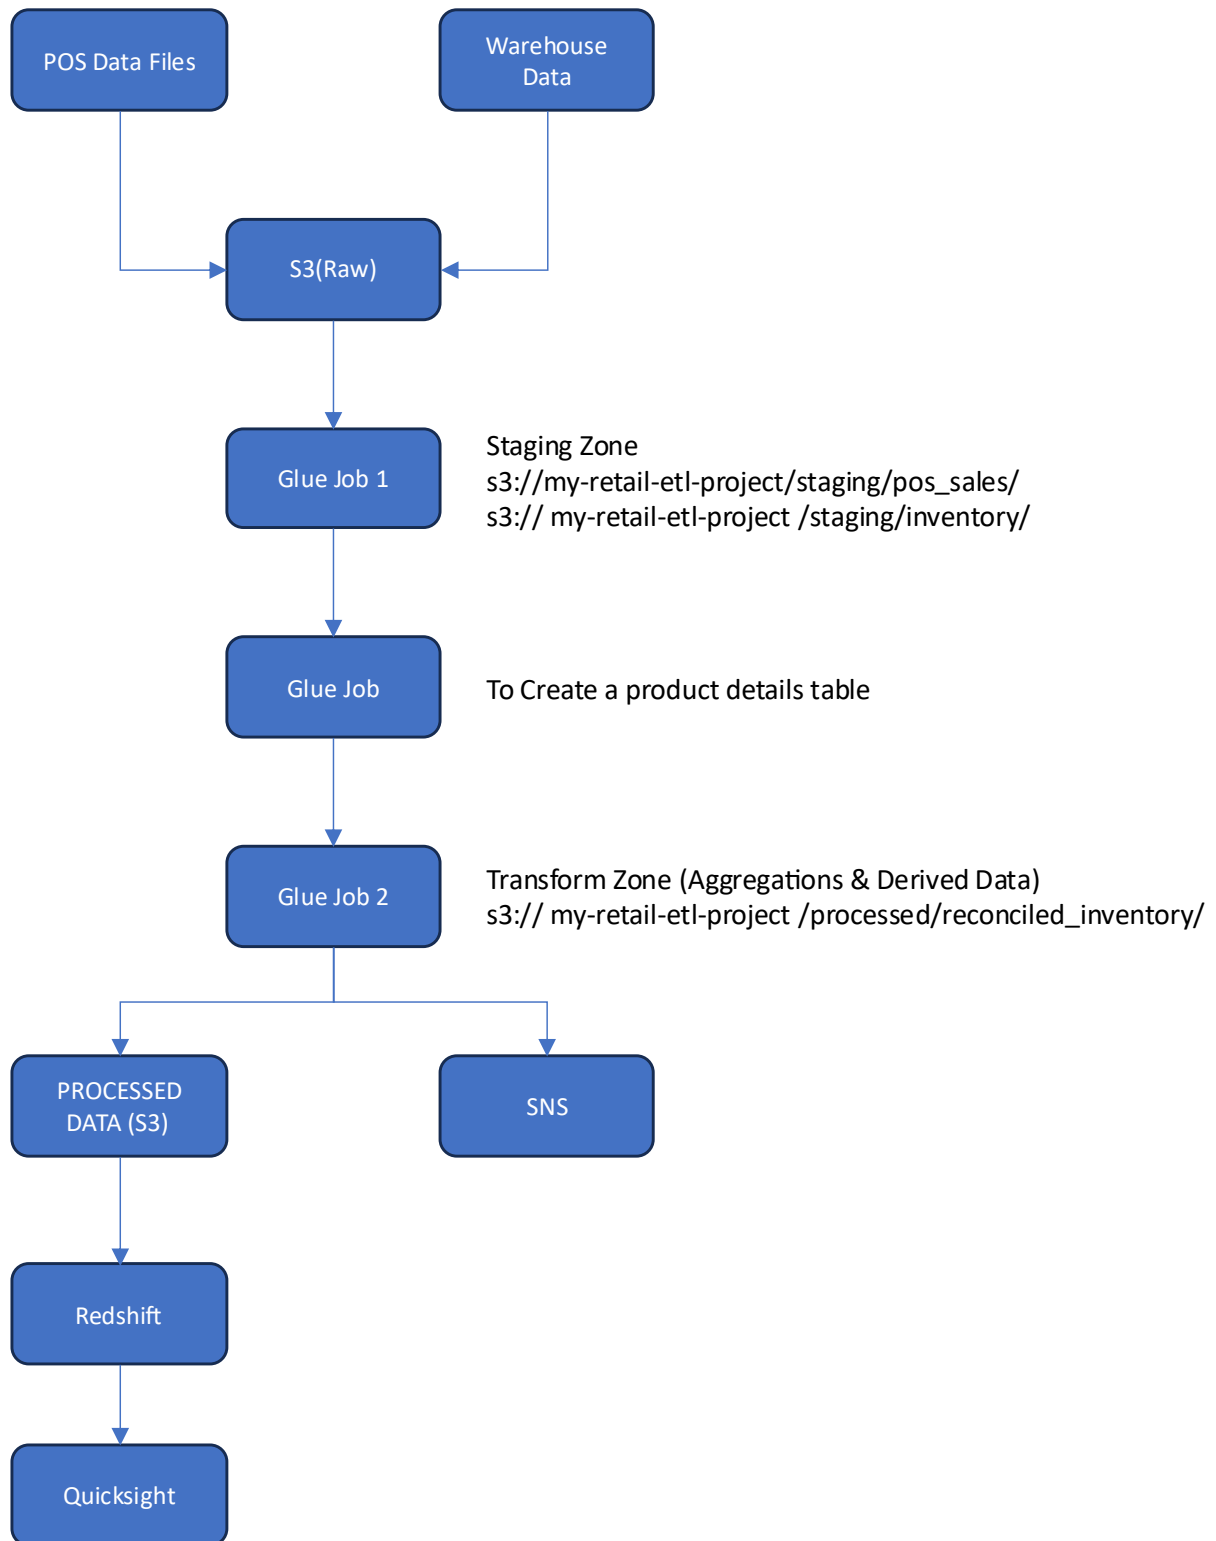 POS Data Files
Warehouse
Data
S3(Raw)
Glue Job 1
Staging Zone
s3://my-retail-etl-project/staging/pos_sales/
s3:// my-retail-etl-project /staging/inventory/
Glue Job
To Create a product details table
Glue Job 2
Transform Zone (Aggregations & Derived Data)
s3:// my-retail-etl-project /processed/reconciled_inventory/
PROCESSED
DATA (S3)
SNS
Redshift
Quicksight